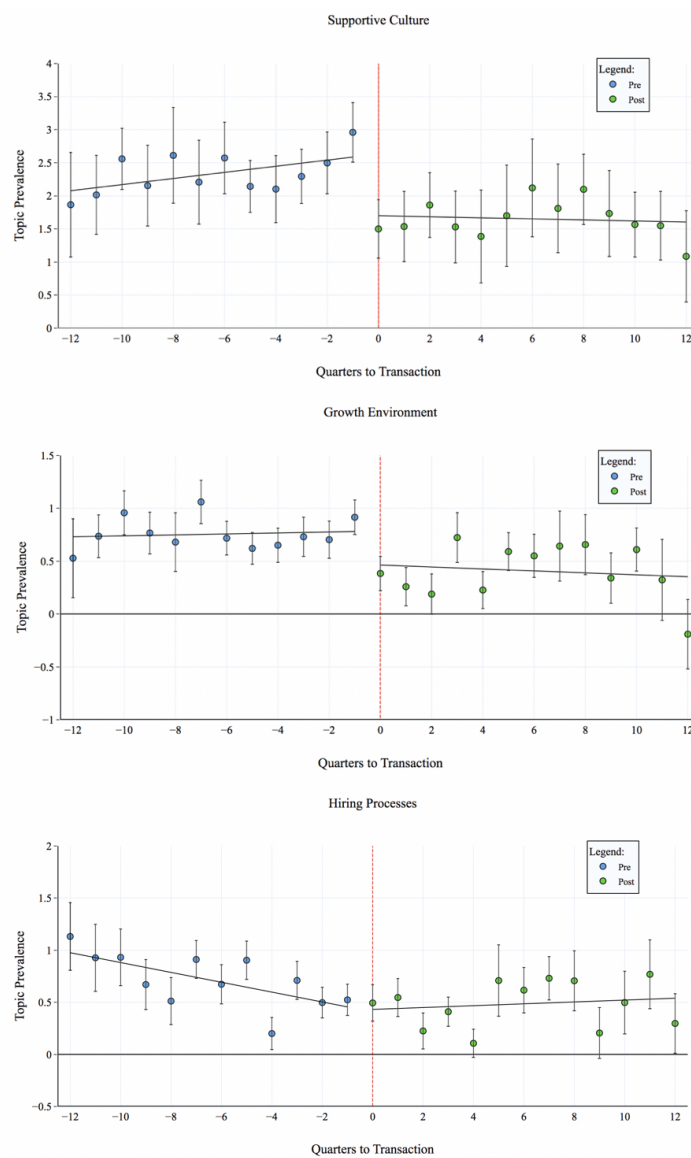 Supportive Culture
Legend:
Pre
Post
4
3.5
3
2.5
2
1.5
1
0.5
0
Topic Prevalence
−12 −10 −8 −6 −4 −2 0 2 4 6 8 10 12
Quarters to Transaction
Growth Environment
Legend:
Pre
Post
1.5
1
0.5
0
−0.5
−1
Topic Prevalence
−12 −10 −8 −6 −4 −2 0 2 4 6 8 10 12
Quarters to Transaction
Hiring Processes
Legend:
Pre
Post
2
1.5
1
0.5
0
−0.5
Topic Prevalence
−12 −10 −8 −6 −4 −2 0 2 4 6 8 10 12
Quarters to Transaction